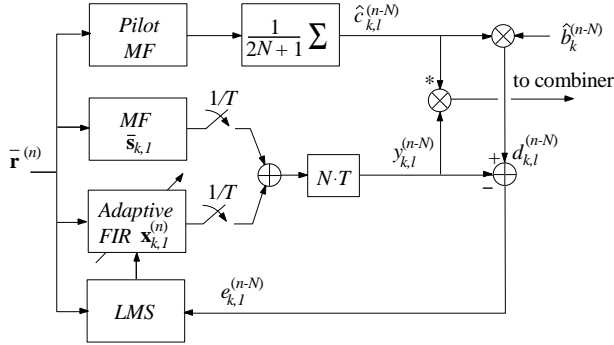 Pilot
MF
1
2N + 1
Σ
ĉ_{k,l}^{(n-N)}
b̂_k^{(n-N)}
to combiner
*
1/T
MF
s̄_{k,l}
r̄^{(n)}
y_{k,l}^{(n-N)}
+
d_{k,l}^{(n-N)}
N·T
−
1/T
Adaptive
FIR x_{k,l}^{(n)}
e_{k,l}^{(n-N)}
LMS